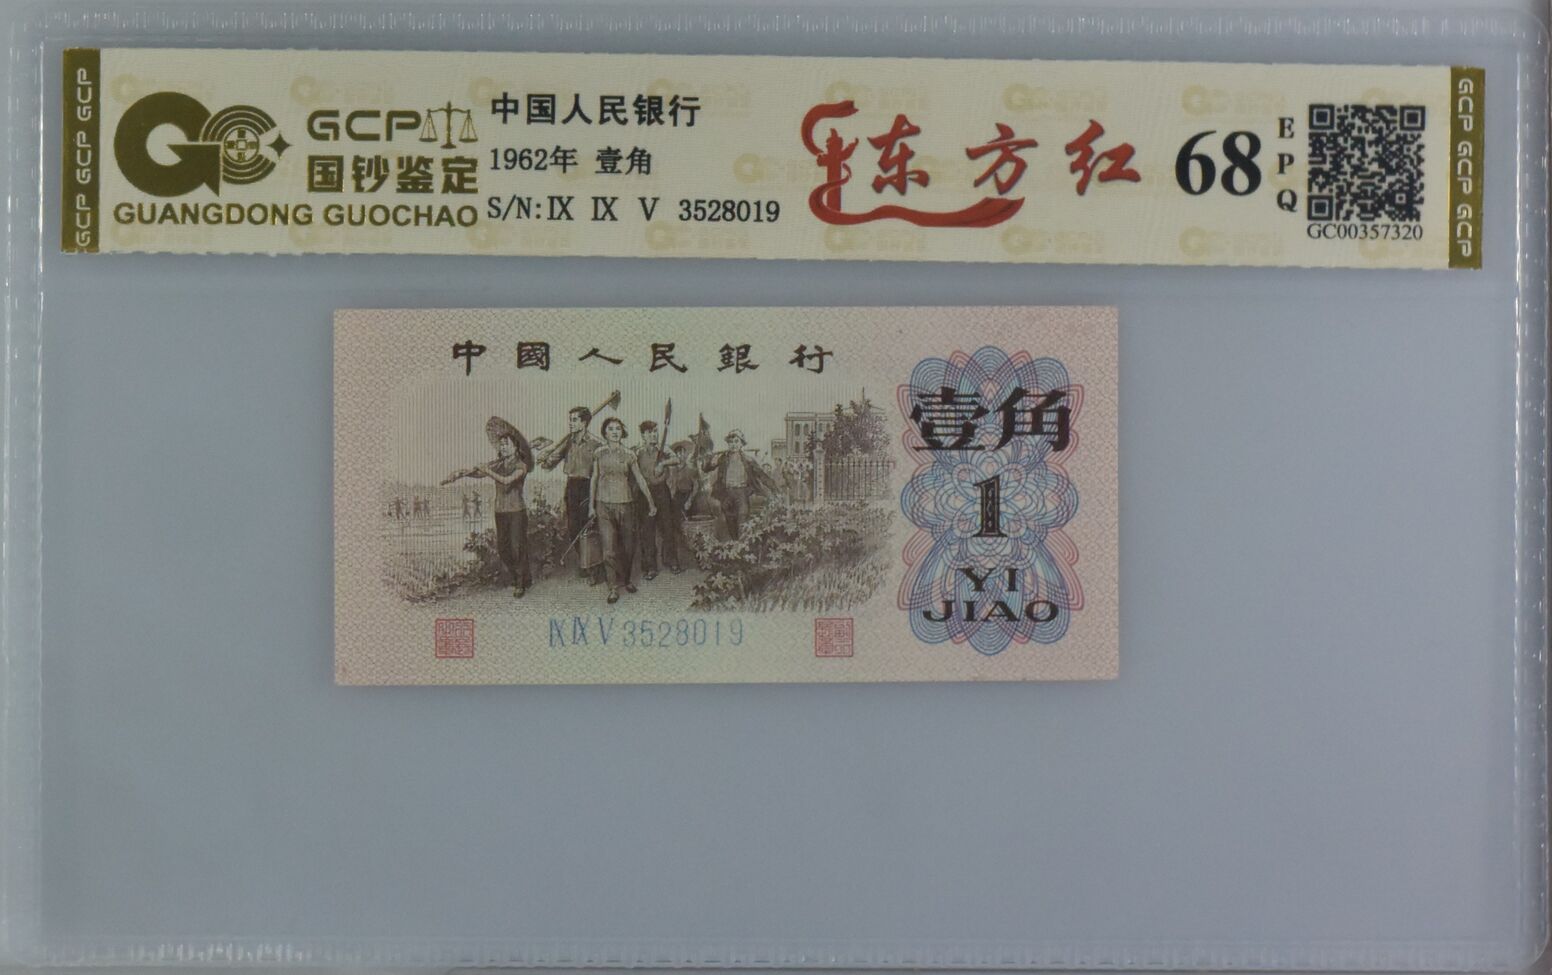 GCP GCP GCP
GCP
国钞鉴定
GUANGDONG GUOCHAO
中国人民银行
1962年 壹角
S/N: IX IX V 3528019
东方红
68
EPQ
GC00357320
GCP GCP GCP
中國人民銀行
壹角
1
YI
JIAO
IX IX V 3528019